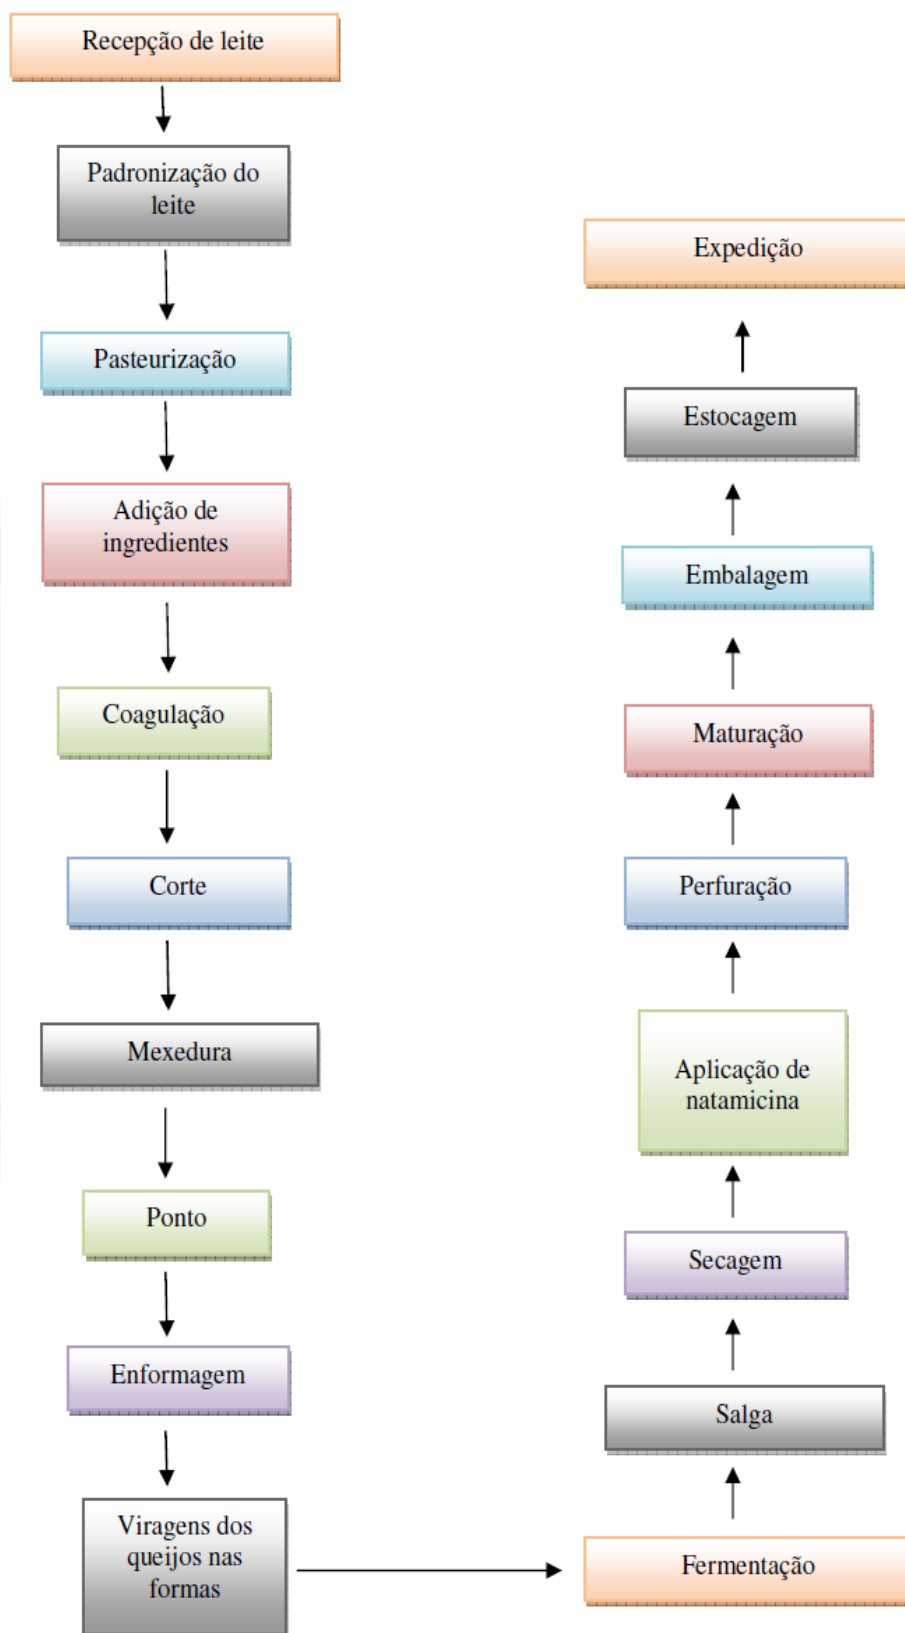 Recepção de leite
Padronização do
leite
Pasteurização
Adição de
ingredientes
Coagulação
Corte
Mexedura
Ponto
Enformagem
Viragens dos
queijos nas
formas
Fermentação
Salga
Secagem
Aplicação de
natamicina
Perfuração
Maturação
Embalagem
Estocagem
Expedição